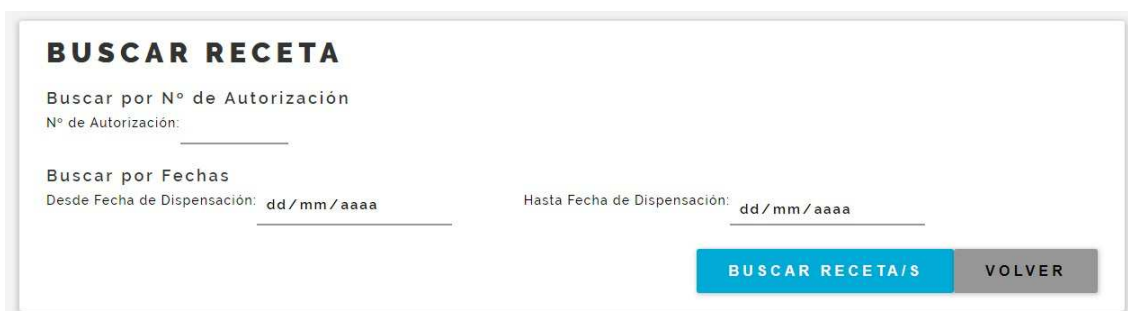 BUSCAR RECETA
Buscar por Nº de Autorización
Nº de Autorización:
Buscar por Fechas
Desde Fecha de Dispensación: dd/mm/aaaa Hasta Fecha de Dispensación: dd/mm/aaaa
BUSCAR RECETA/S VOLVER